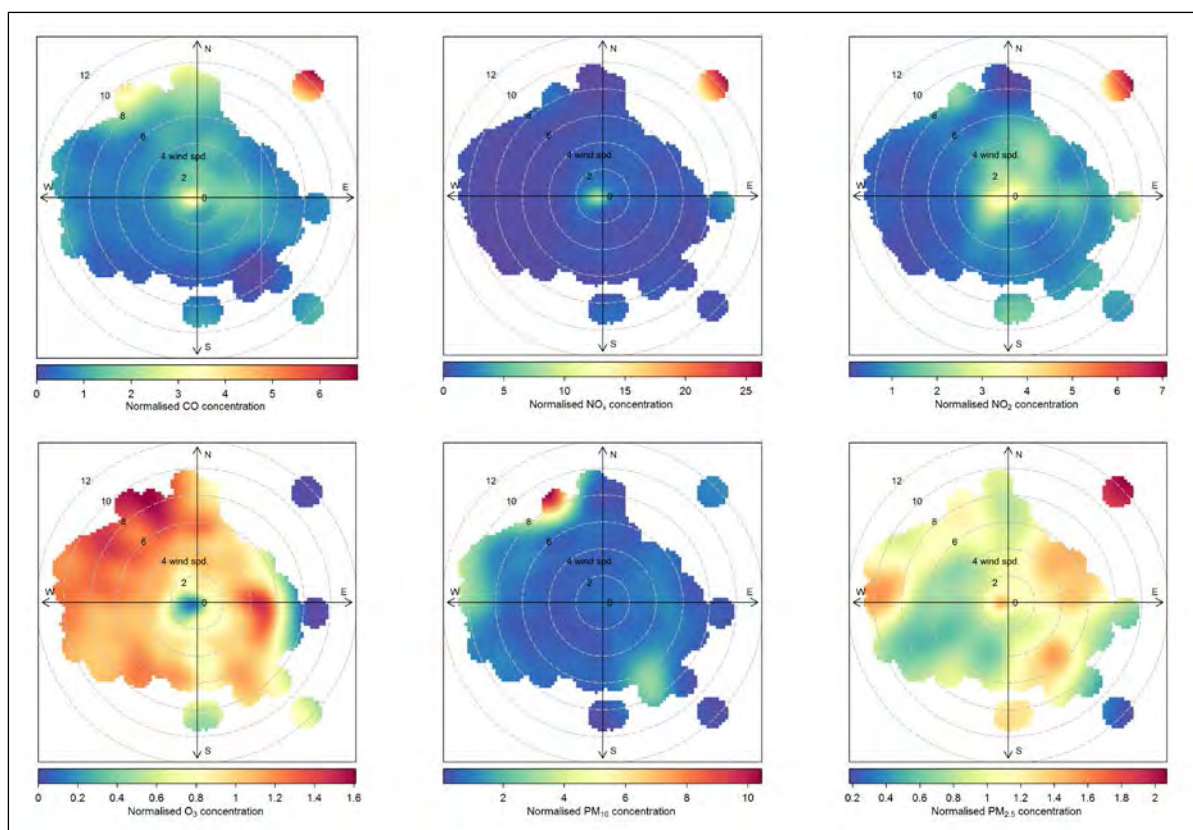 N
12
10
8
6
4 wind spd.
2
W
0
E
S
0 1 2 3 4 5 6
Normalised CO concentration
N
12
10
8
6
4 wind spd.
2
W
0
E
S
0 5 10 15 20 25
Normalised NOx concentration
N
12
10
8
6
4 wind spd.
2
W
0
E
S
1 2 3 4 5 6 7
Normalised NO2 concentration
N
12
10
8
6
4 wind spd.
2
W
0
E
S
0 0.2 0.4 0.6 0.8 1 1.2 1.4 1.6
Normalised O3 concentration
N
12
10
8
6
4 wind spd.
2
W
0
E
S
2 4 6 8 10
Normalised PM10 concentration
N
12
10
8
6
4 wind spd.
2
W
0
E
S
0.2 0.4 0.6 0.8 1 1.2 1.4 1.6 1.8 2
Normalised PM2.5 concentration